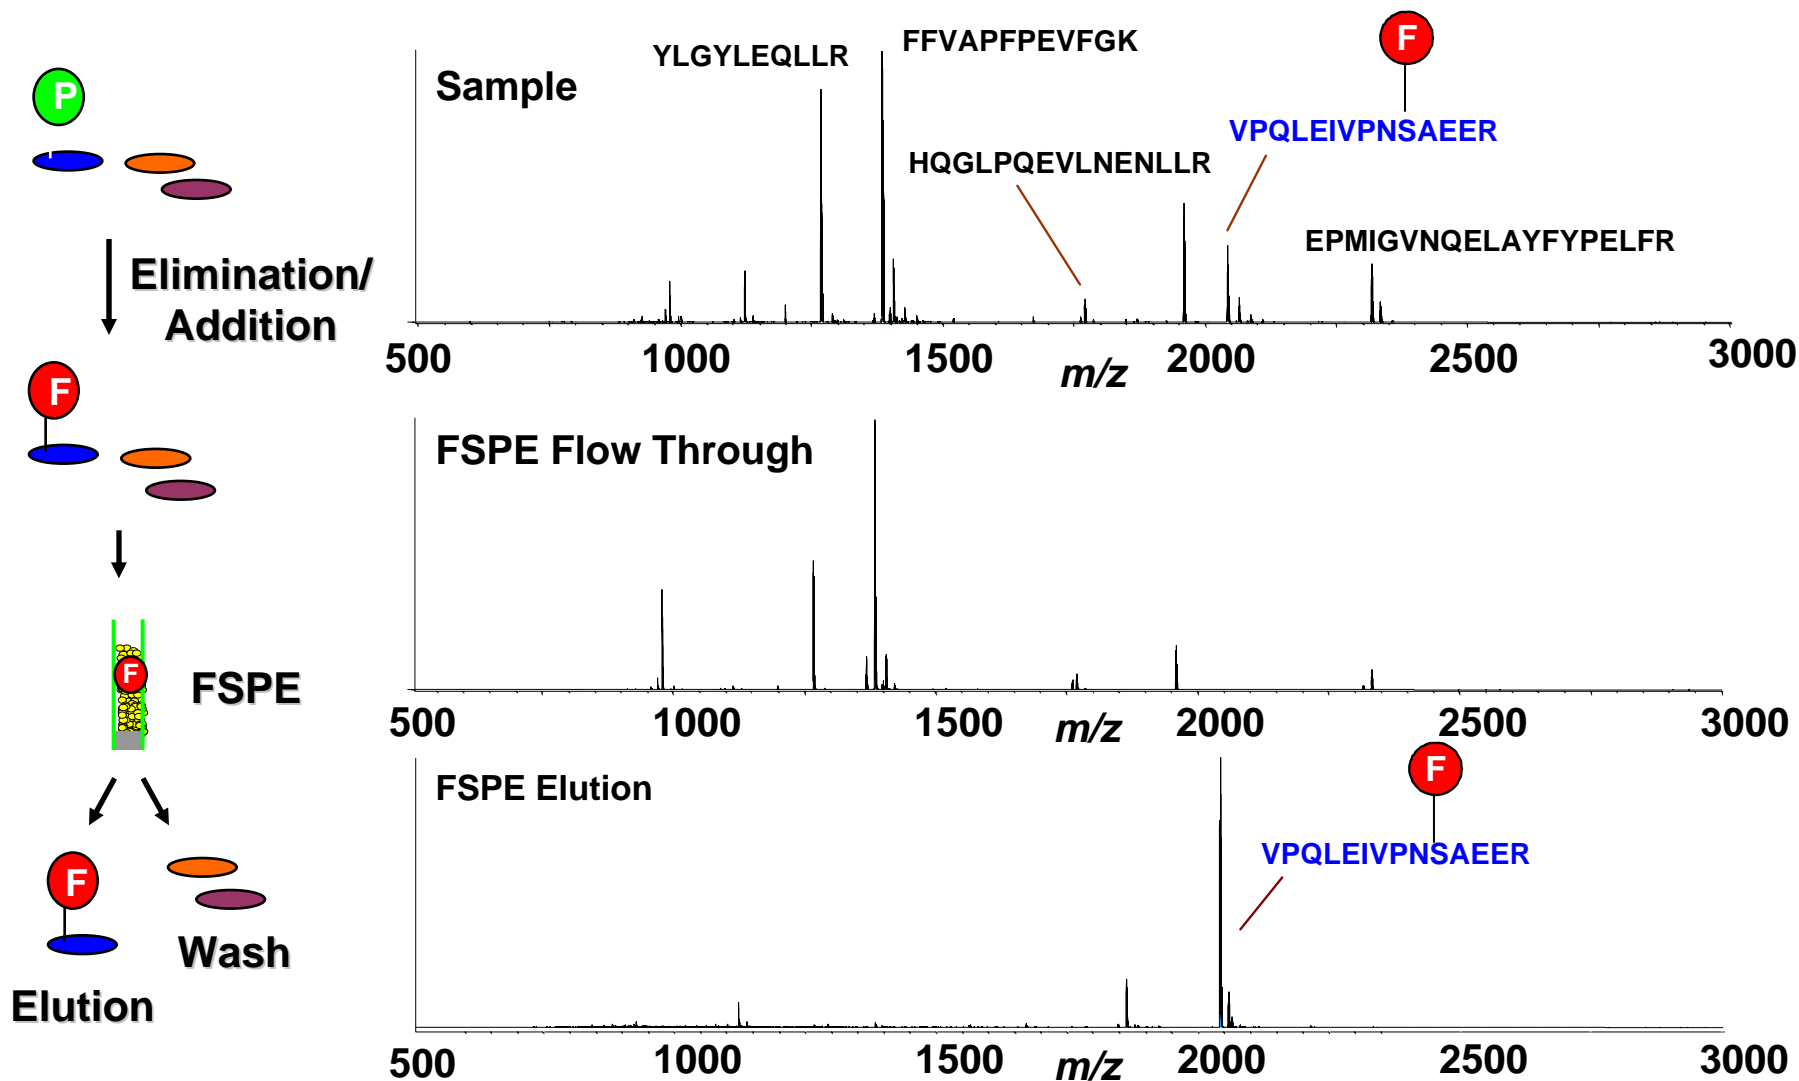 P
Elimination/
Addition
F
F
FSPE
F
Wash
Elution
Sample
YLGYLEQLLR
FFVAPFPEVFGK
F
VPQLEIVPNSAEER
HQGLPQEVLNENLLR
EPMIGVNQELAYFYPELFR
500 1000 1500 m/z 2000 2500 3000
FSPE Flow Through
500 1000 1500 m/z 2000 2500 3000
FSPE Elution
F
VPQLEIVPNSAEER
500 1000 1500 m/z 2000 2500 3000